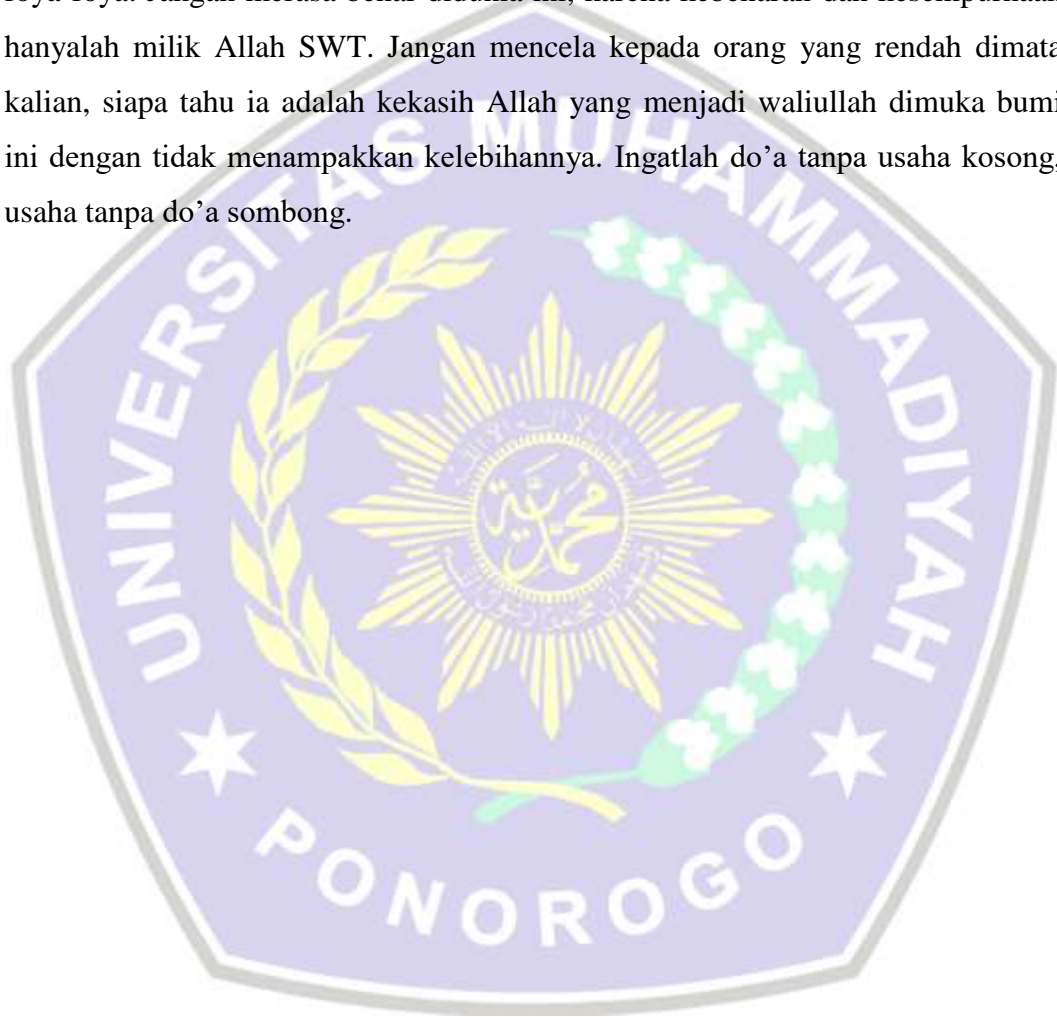 foya-foya. Jangan merasa benar didunia ini, karena kebenaran dan kesempurnaan
hanyalah milik Allah SWT. Jangan mencela kepada orang yang rendah dimata
kalian, siapa tahu ia adalah kekasih Allah yang menjadi waliullah dimuka bumi
ini dengan tidak menampakkan kelebihannya. Ingatlah do’a tanpa usaha kosong,
usaha tanpa do’a sombong.
UNIVERSITAS MUHAMMADIYAH
محمدية
PONOROGO